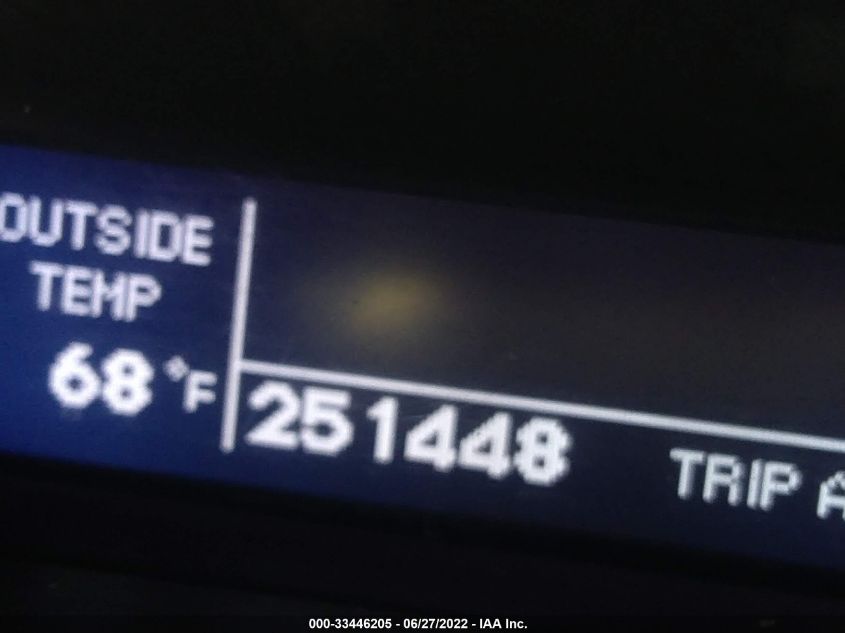 OUTSIDE
TEMP
68°F
251448
TRIP A
000-33446205 - 06/27/2022 - IAA Inc.